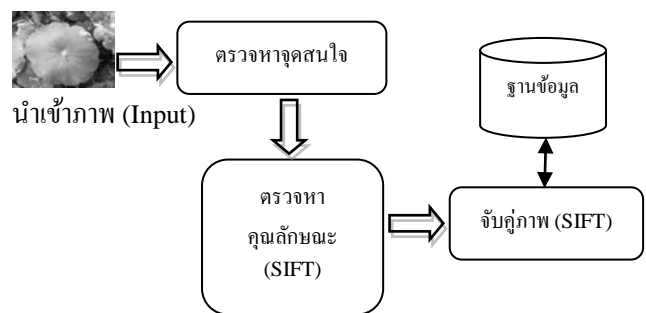 ตรวจหาจุดสนใจ
นำเข้าภาพ (Input)
ฐานข้อมูล
ตรวจหา
คุณลักษณะ
(SIFT)
จับคู่ภาพ (SIFT)